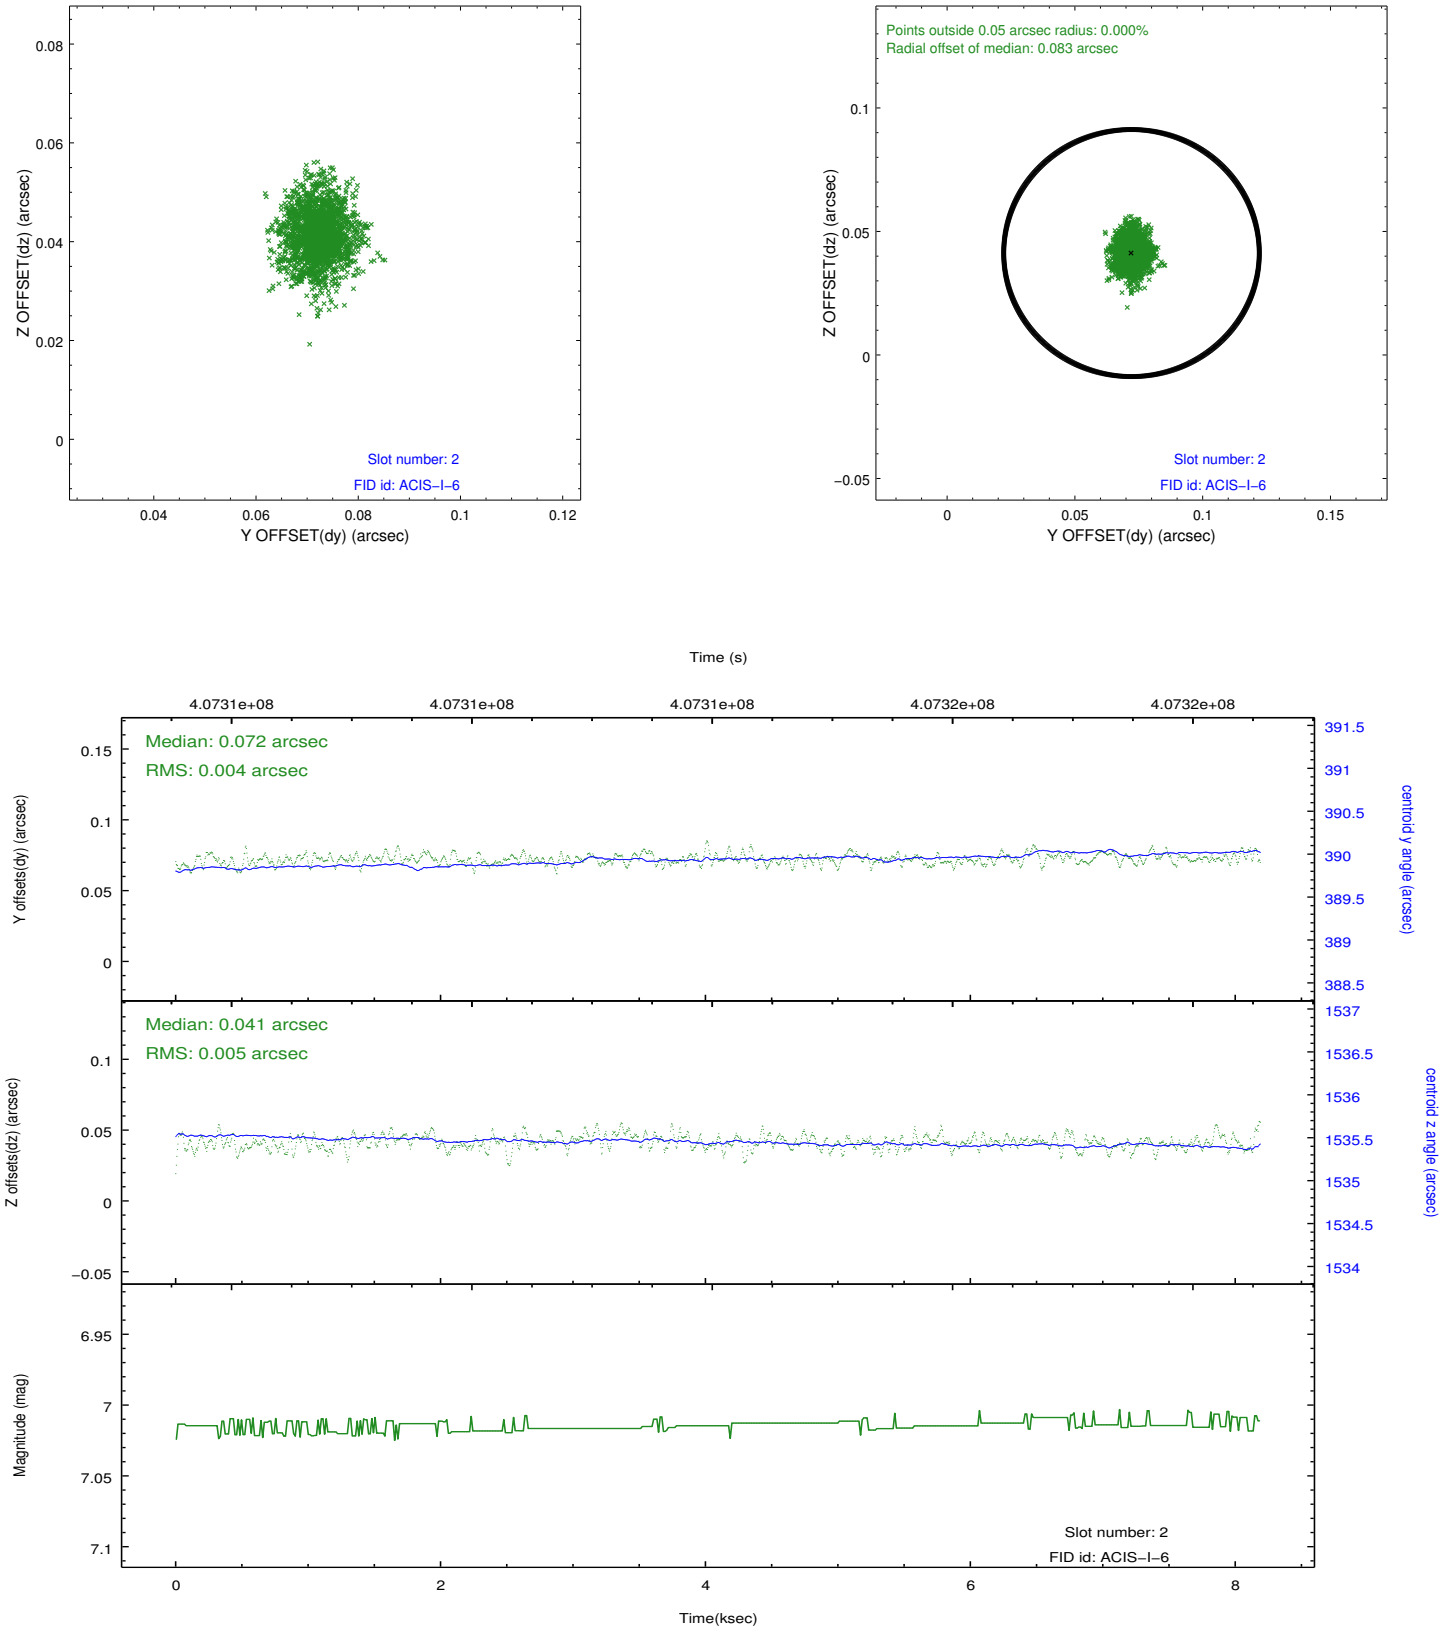 0.08
0.06
0.04
0.02
0
0.04
0.06
0.08
0.1
0.12
Z OFFSET(dz) (arcsec)
Y OFFSET(dy) (arcsec)
Slot number: 2
FID id: ACIS−I−6
Points outside 0.05 arcsec radius: 0.000%
Radial offset of median: 0.083 arcsec
0.1
0.05
0
−0.05
0
0.05
0.1
0.15
Z OFFSET(dz) (arcsec)
Y OFFSET(dy) (arcsec)
Slot number: 2
FID id: ACIS−I−6
Time (s)
4.0731e+08 4.0731e+08 4.0731e+08 4.0732e+08 4.0732e+08
Median: 0.072 arcsec
RMS: 0.004 arcsec
0.15
0.1
0.05
0
Y offsets(dy) (arcsec)
391.5
391
390.5
390
389.5
389
388.5
centroid y angle (arcsec)
Median: 0.041 arcsec
RMS: 0.005 arcsec
0.1
0.05
0
−0.05
Z offsets(dz) (arcsec)
1537
1536.5
1536
1535.5
1535
1534.5
1534
centroid z angle (arcsec)
6.95
7
7.05
7.1
Magnitude (mag)
Slot number: 2
FID id: ACIS−I−6
0 2 4 6 8
Time(ksec)